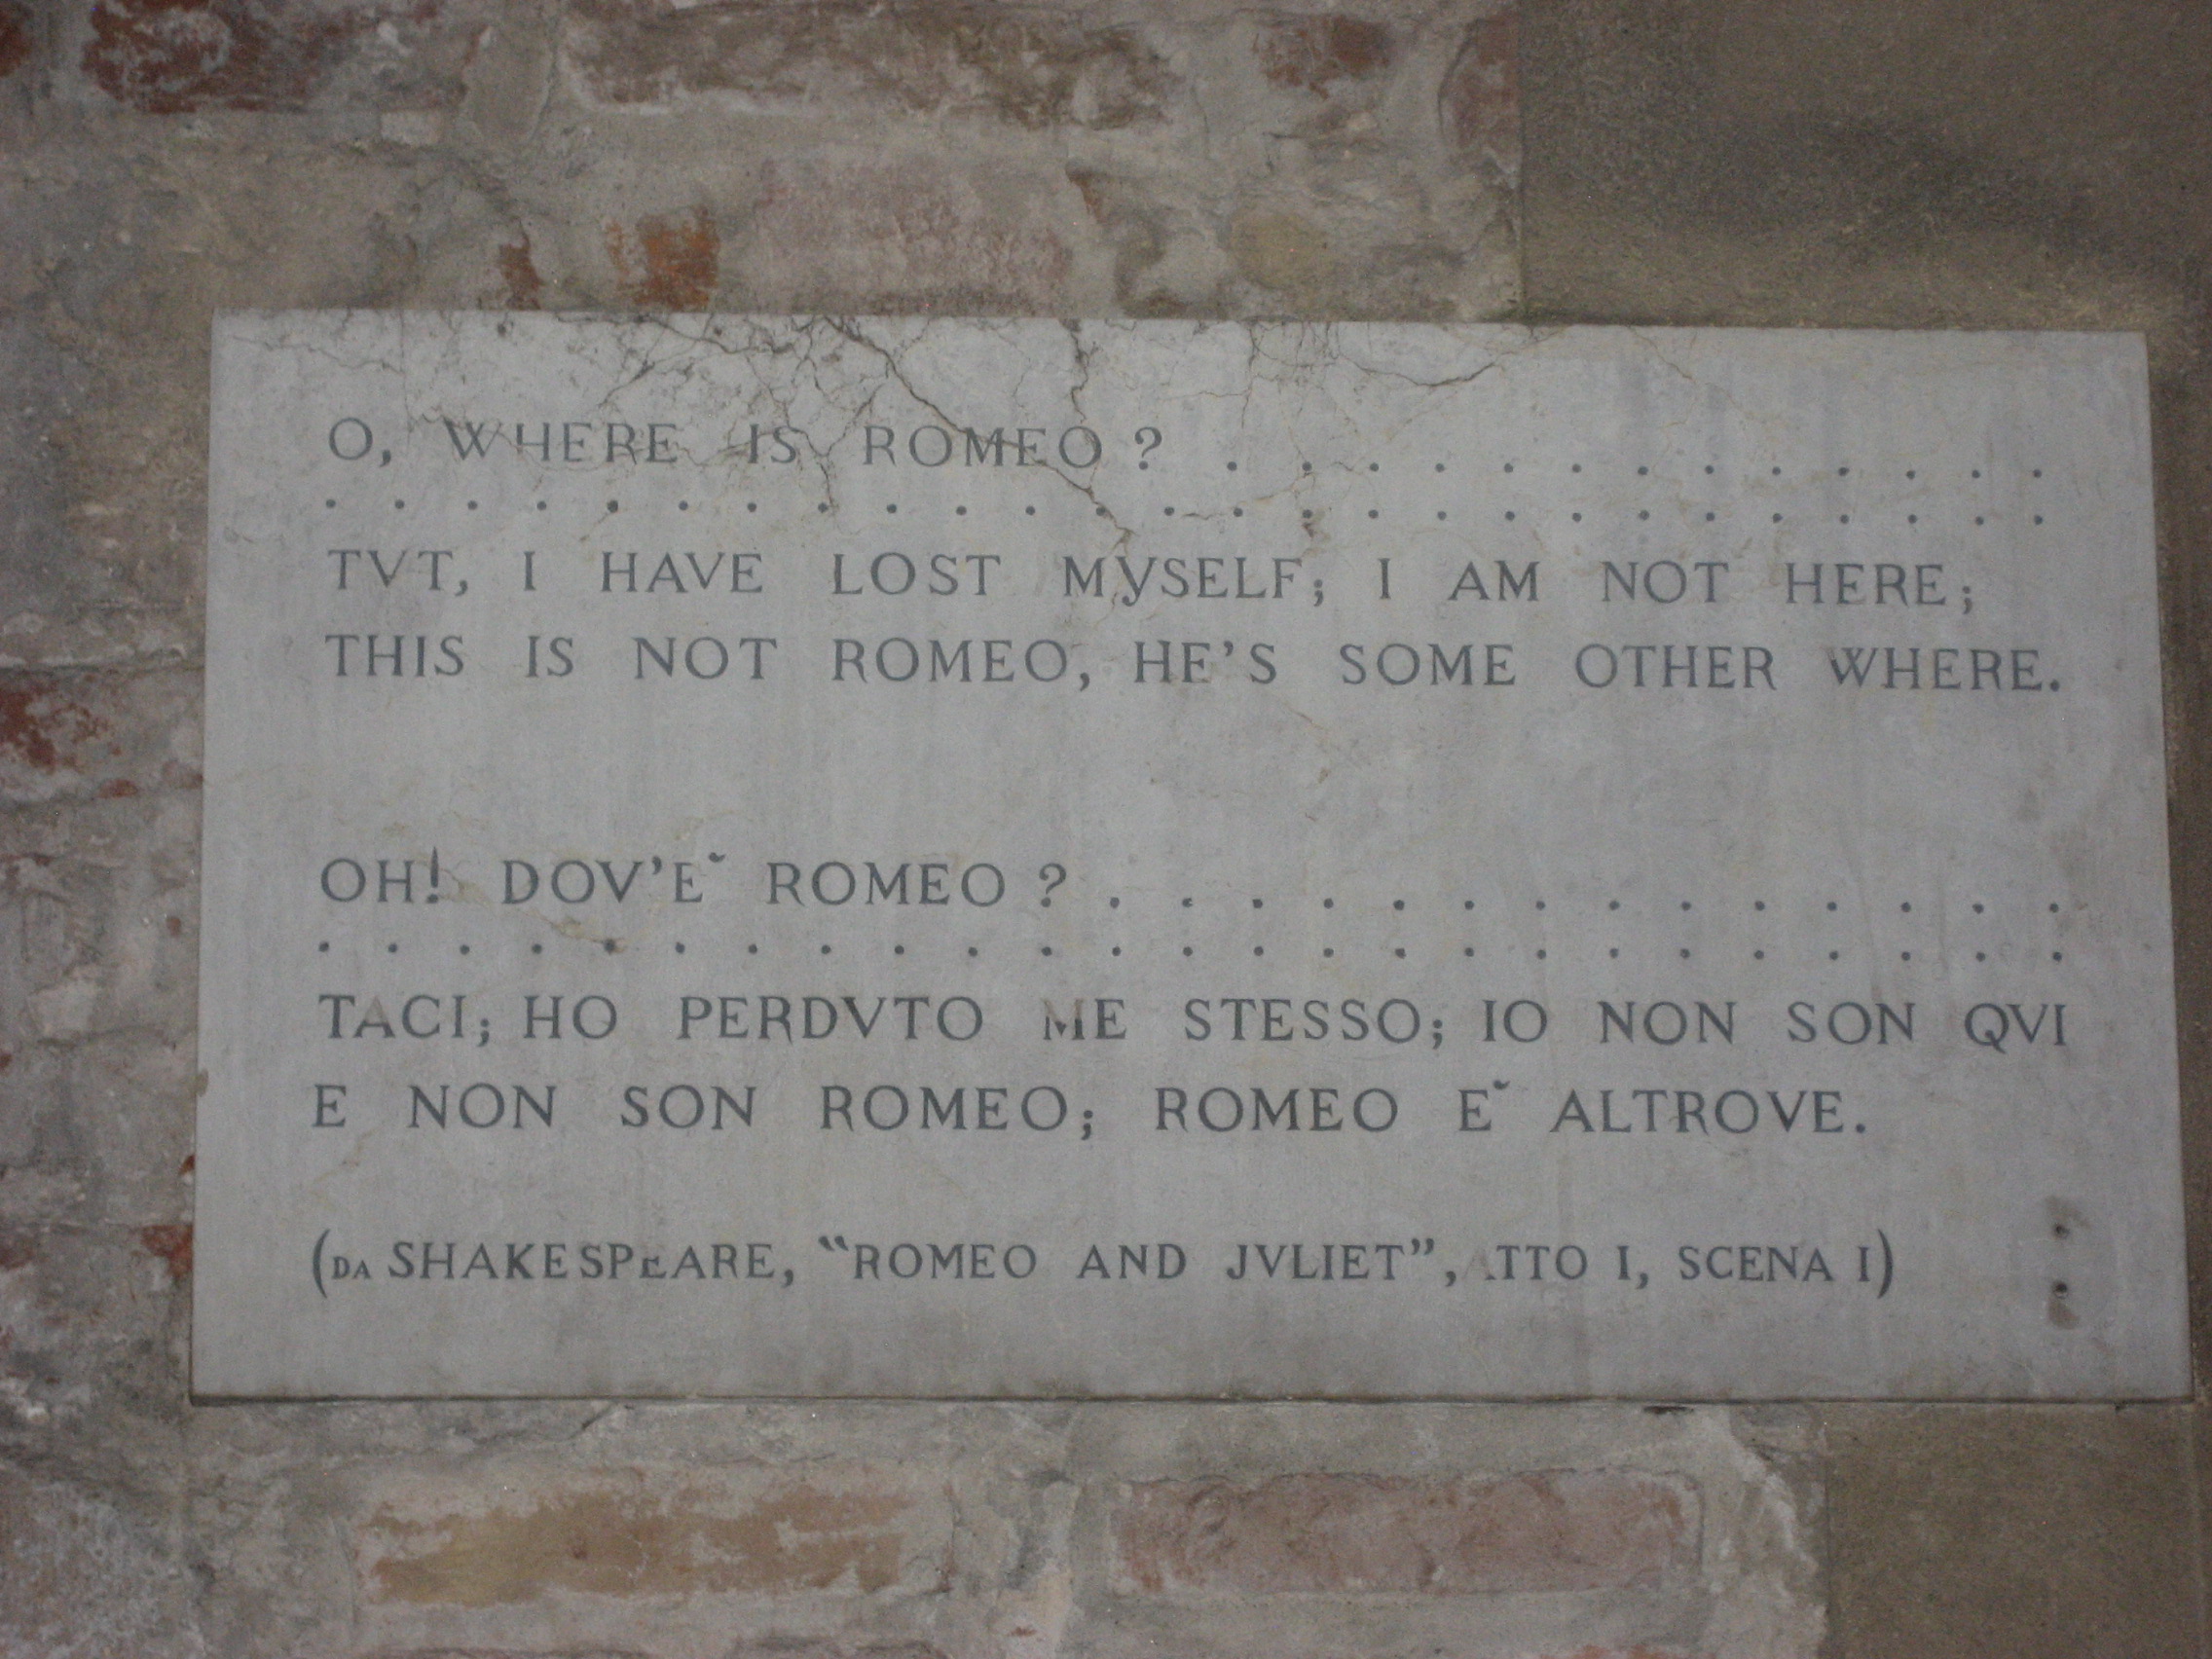 O, WHERE IS ROMEO? . . . . . . . . . . . . .
. . . . . . . . . . . . . . . . . . . . . . . . . .
TVT, I HAVE LOST MYSELF; I AM NOT HERE;
THIS IS NOT ROMEO, HE'S SOME OTHER WHERE.
OH! DOV'È ROMEO? . . . . . . . . . . . . . .
. . . . . . . . . . . . . . . . . . . . . . . . .
TACI; HO PERDVTO ME STESSO; IO NON SON QVI
E NON SON ROMEO; ROMEO È ALTROVE.
(DA SHAKESPEARE, "ROMEO AND JVLIET", ATTO I, SCENA I)